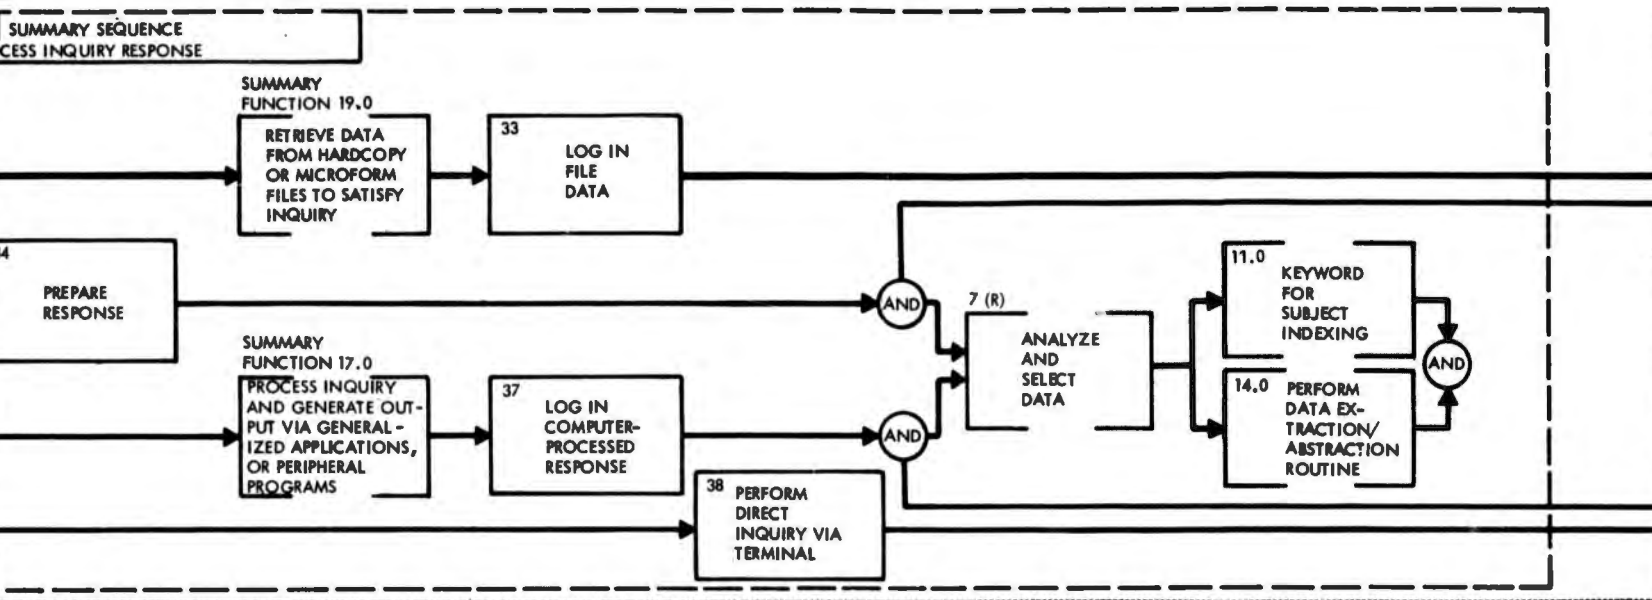 SUMMARY SEQUENCE
CESS INQUIRY RESPONSE
SUMMARY
FUNCTION 19.0
RETRIEVE DATA
FROM HARDCOPY
OR MICROFORM
FILES TO SATISFY
INQUIRY
33
LOG IN
FILE
DATA
4
PREPARE
RESPONSE
SUMMARY
FUNCTION 17.0
PROCESS INQUIRY
AND GENERATE OUT-
PUT VIA GENERAL-
IZED APPLICATIONS,
OR PERIPHERAL
PROGRAMS
37
LOG IN
COMPUTER-
PROCESSED
RESPONSE
38
PERFORM
DIRECT
INQUIRY VIA
TERMINAL
AND
AND
7 (R)
ANALYZE
AND
SELECT
DATA
11.0
KEYWORD
FOR
SUBJECT
INDEXING
14.0
PERFORM
DATA EX-
TRACTION/
ABSTRACTION
ROUTINE
AND